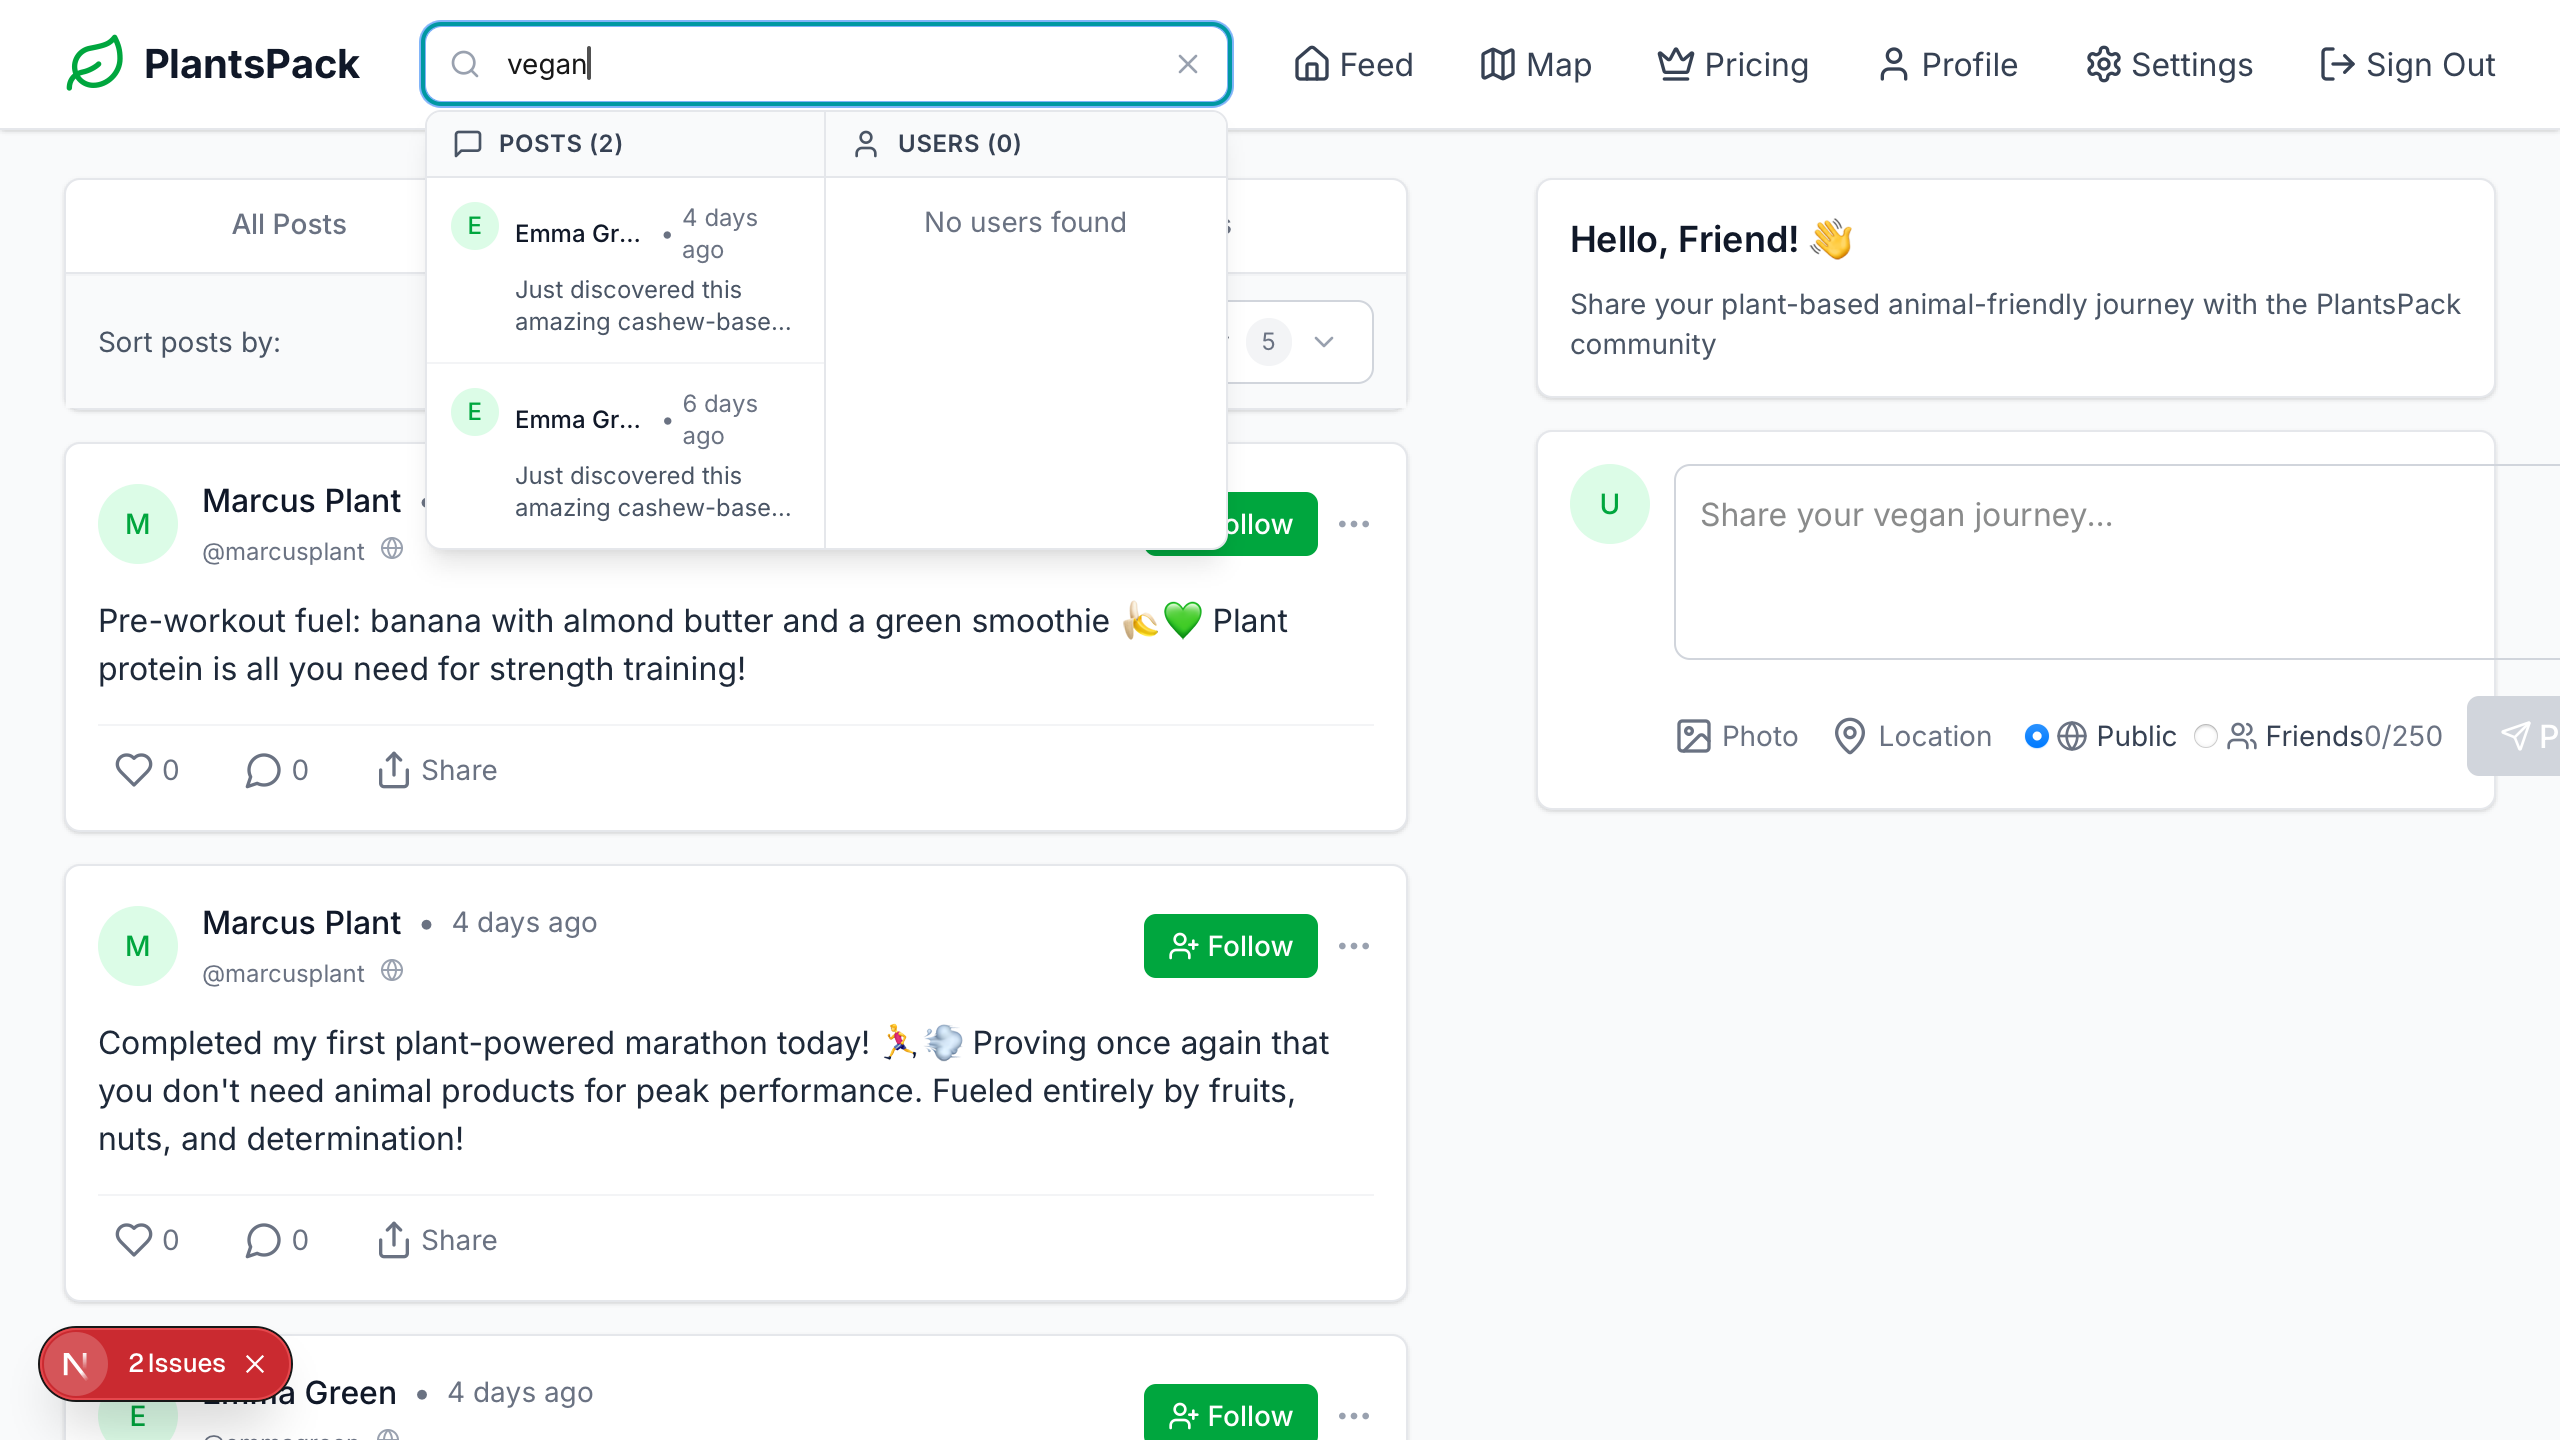 PlantsPack
vegan
Feed
Map
Pricing
Profile
Settings
Sign Out
POSTS (2)
USERS (0)
E
Emma Gr...
•
4 days
ago
Just discovered this
amazing cashew-base...
E
Emma Gr...
•
6 days
ago
Just discovered this
amazing cashew-base...
No users found
All Posts
Sort posts by:
5
M
Marcus Plant
@marcusplant
ollow
Pre-workout fuel: banana with almond butter and a green smoothie 🍌💚 Plant
protein is all you need for strength training!
0
0
Share
M
Marcus Plant • 4 days ago
@marcusplant
Follow
Completed my first plant-powered marathon today! 🏃💨 Proving once again that
you don't need animal products for peak performance. Fueled entirely by fruits,
nuts, and determination!
0
0
Share
N
2 Issues
E
Green • 4 days ago
Follow
Hello, Friend! 👋
Share your plant-based animal-friendly journey with the PlantsPack
community
U
Share your vegan journey...
Photo
Location
Public
Friends
0/250
P